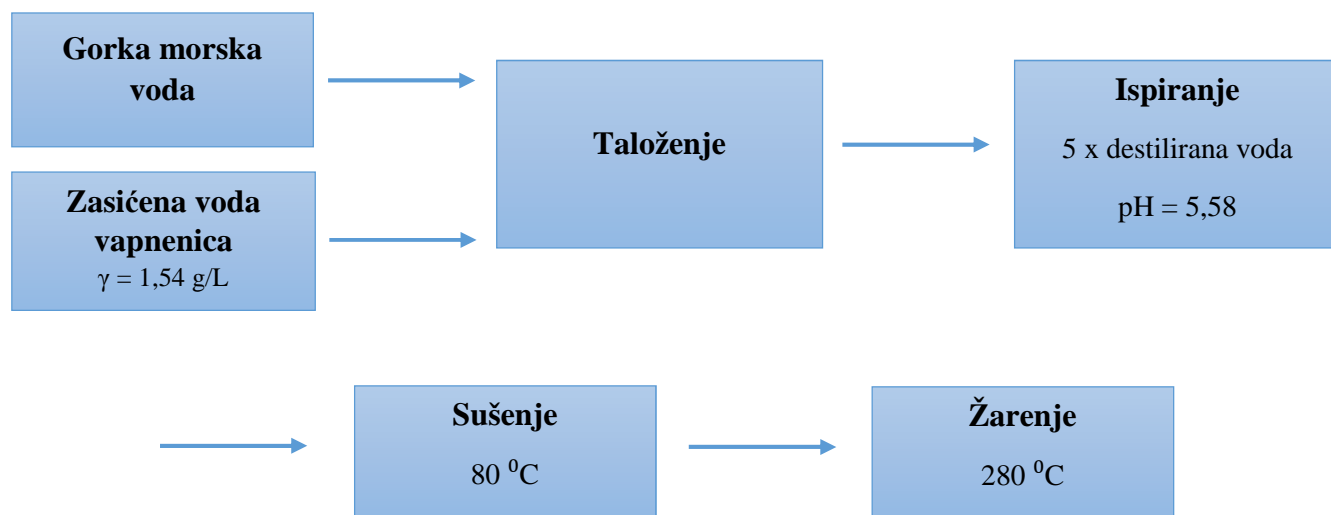 Gorka morska
voda
Zasićena voda
vapnenica
γ = 1,54 g/L
Taloženje
Ispiranje
5 x destilirana voda
pH = 5,58
Sušenje
80 ⁰C
Žarenje
280 ⁰C